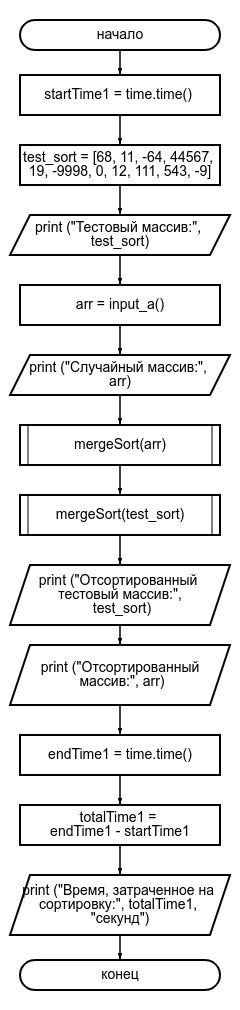 начало
startTime1 = time.time()
test_sort = [68, 11, -64, 44567,
19, -9998, 0, 12, 111, 543, -9]
print ("Тестовый массив:",
test_sort)
arr = input_a()
print ("Случайный массив:",
arr)
mergeSort(arr)
mergeSort(test_sort)
print ("Отсортированный
тестовый массив:",
test_sort)
print ("Отсортированный
массив:", arr)
endTime1 = time.time()
totalTime1 =
endTime1 - startTime1
print ("Время, затраченное на
сортировку:", totalTime1,
"секунд")
конец